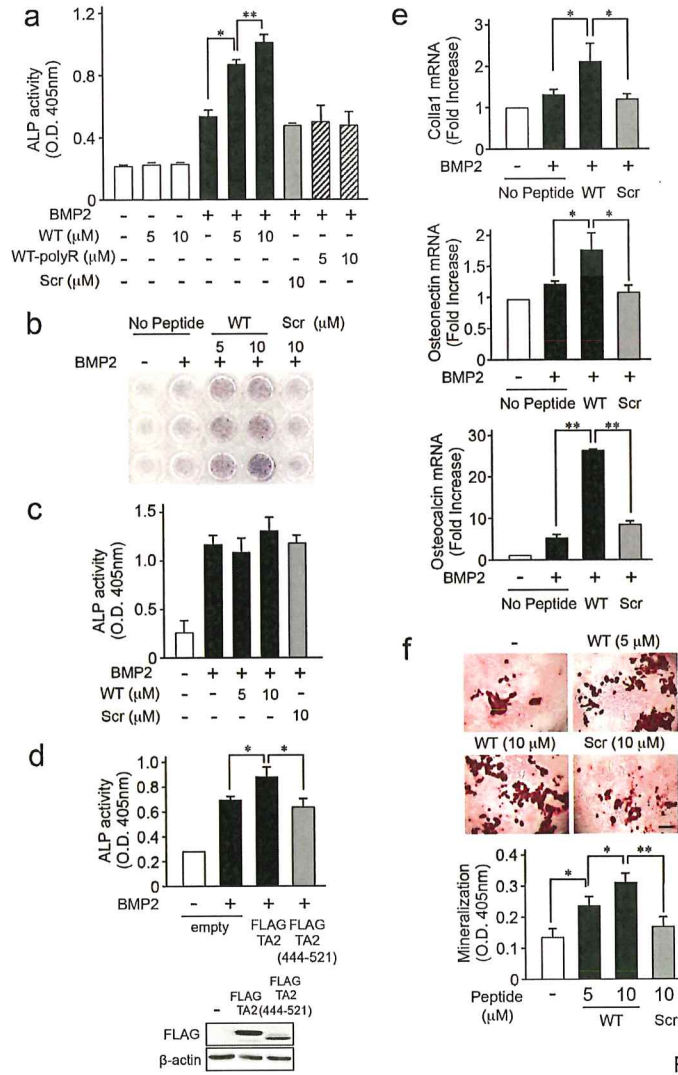 a
ALP activity
(O.D. 405nm)
1.2
0.8
0.4
0
*
**
BMP2 - - - + + + + + +
WT (μM) - 5 10 - 5 10 - - -
WT-polyR (μM) - - - - - - - 5 10
Scr (μM) - - - - - - 10 - -
b
No Peptide WT Scr (μM)
5 10 10
BMP2 - + + + +
c
ALP activity
(O.D. 405nm)
1.5
1.0
0.5
0
BMP2 - + + + +
WT (μM) - - 5 10 -
Scr (μM) - - - - 10
d
ALP activity
(O.D. 405nm)
1.0
0.8
0.6
0.4
0.2
0
* *
BMP2 - + + +
empty FLAG FLAG
TA2 TA2
(444-521)
FLAG
- FLAG TA2
TA2 (444-521)
FLAG
β-actin
e
Colla1 mRNA
(Fold Increase)
3
2
1
0
* *
BMP2 - + + +
No Peptide WT Scr
Osteonectin mRNA
(Fold Increase)
2
1.5
1
0.5
0
* *
BMP2 - + + +
No Peptide WT Scr
Osteocalcin mRNA
(Fold Increase)
30
20
10
0
** **
BMP2 - + + +
No Peptide WT Scr
f
- WT (5 μM)
WT (10 μM) Scr (10 μM)
Mineralization
(O.D. 405nm)
0.4
0.3
0.2
0.1
0
* * **
Peptide - 5 10 10
(μM) WT Scr